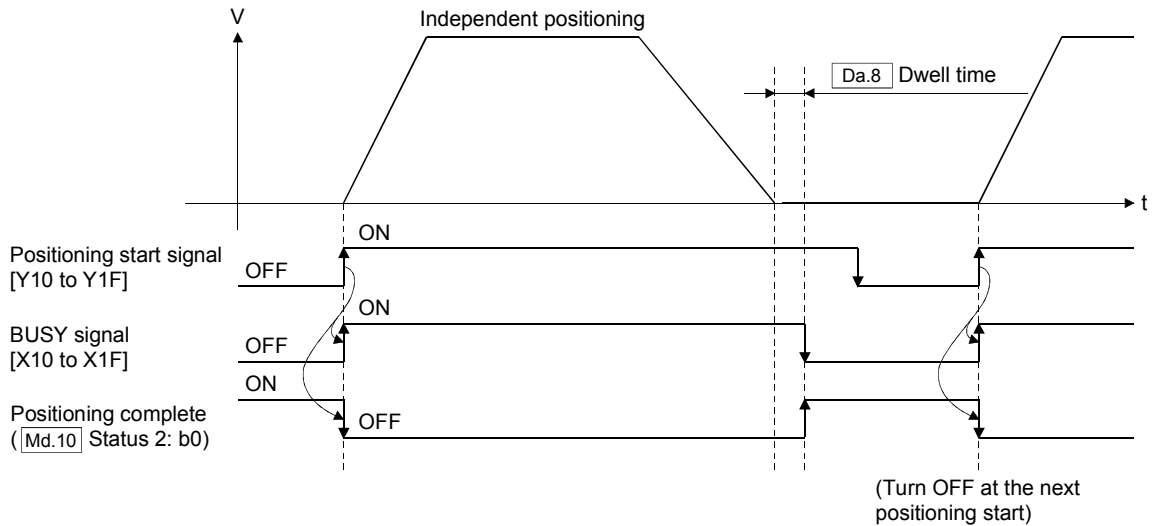 V
Independent positioning
Da.8 Dwell time
t
Positioning start signal
[Y10 to Y1F]
OFF
ON
BUSY signal
[X10 to X1F]
OFF
ON
Positioning complete
( Md.10 Status 2: b0)
ON
OFF
(Turn OFF at the next
positioning start)